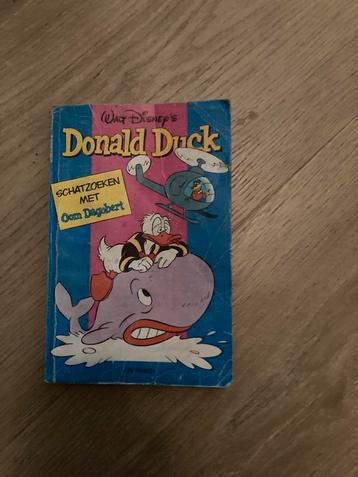 Walt Disney's
Donald Duck
SCHATZOEKEN
MET
Oom Dagobert